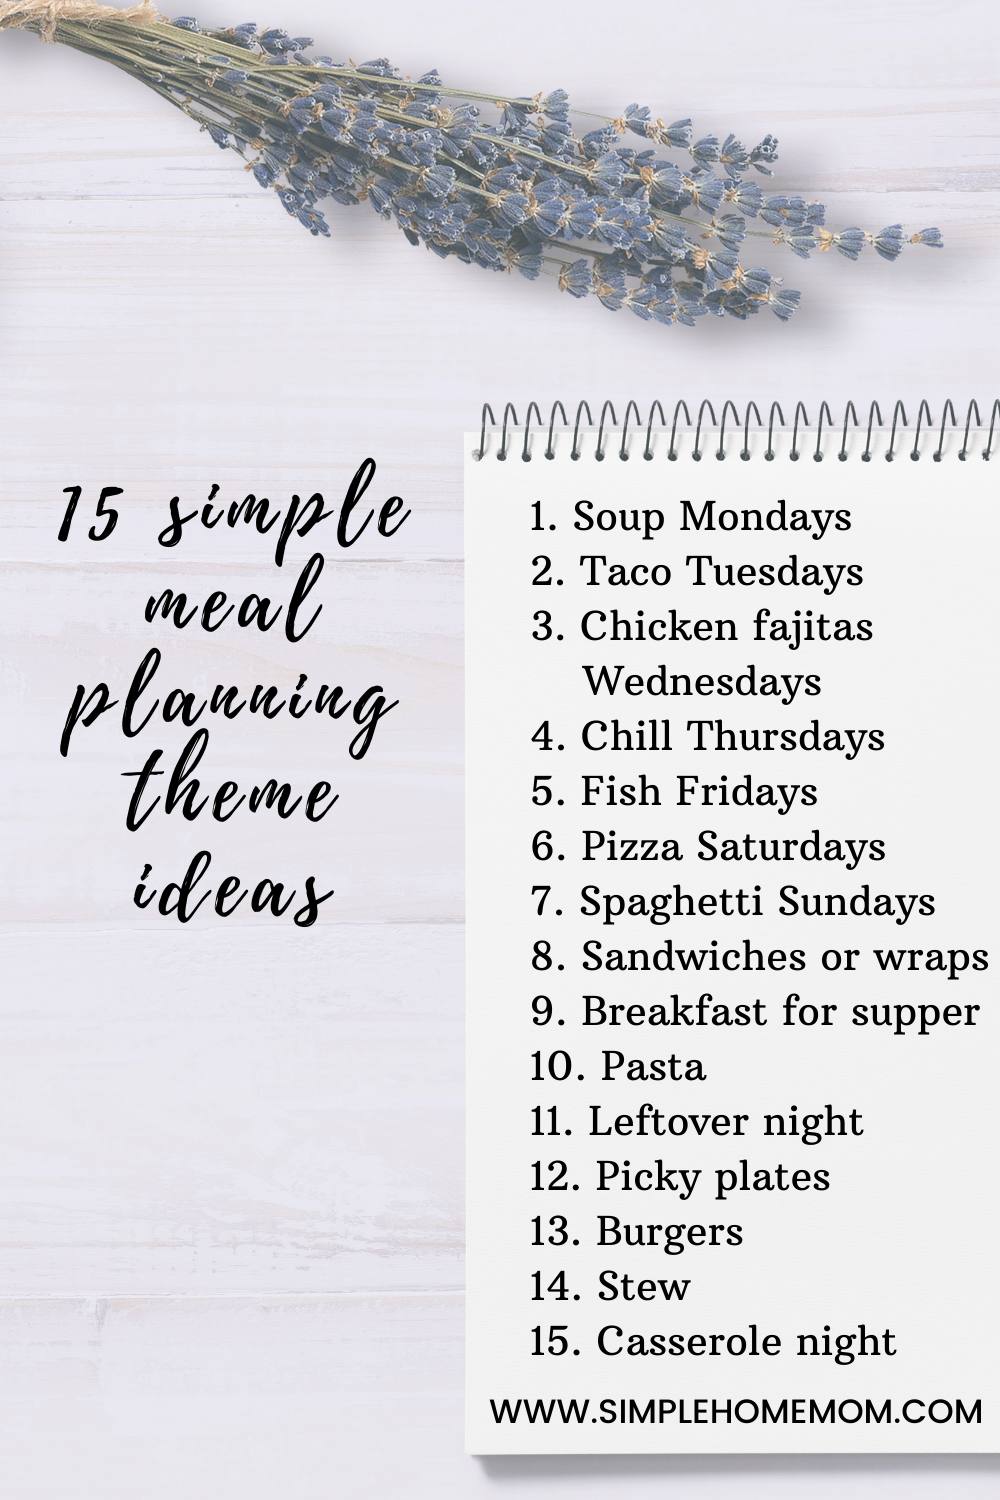 15 simple
meal
planning
theme
ideas
1. Soup Mondays
2. Taco Tuesdays
3. Chicken fajitas
Wednesdays
4. Chill Thursdays
5. Fish Fridays
6. Pizza Saturdays
7. Spaghetti Sundays
8. Sandwiches or wraps
9. Breakfast for supper
10. Pasta
11. Leftover night
12. Picky plates
13. Burgers
14. Stew
15. Casserole night
WWW.SIMPLEHOMEMOM.COM